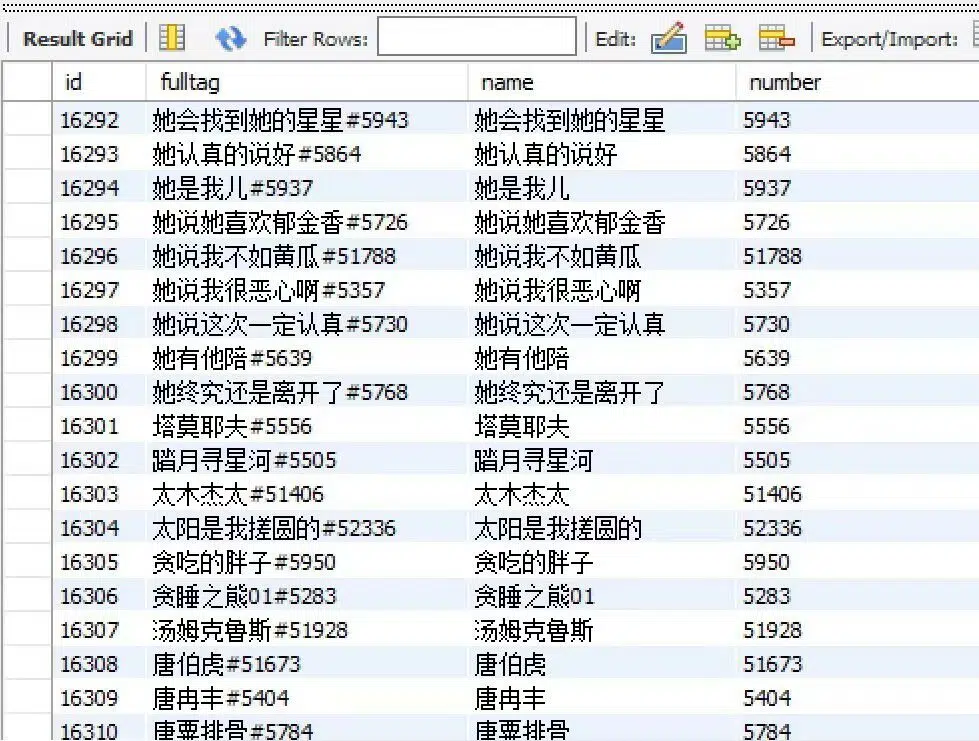 Result Grid Filter Rows: Edit: Export/Import:
id fulltag name number
16292 她会找到她的星星#5943 她会找到她的星星 5943
16293 她认真的说好#5864 她认真的说好 5864
16294 她是我儿#5937 她是我儿 5937
16295 她说她喜欢郁金香#5726 她说她喜欢郁金香 5726
16296 她说我不如黄瓜#51788 她说我不如黄瓜 51788
16297 她说我很恶心啊#5357 她说我很恶心啊 5357
16298 她说这次一定认真#5730 她说这次一定认真 5730
16299 她有他陪#5639 她有他陪 5639
16300 她终究还是离开了#5768 她终究还是离开了 5768
16301 塔莫耶夫#5556 塔莫耶夫 5556
16302 踏月寻星河#5505 踏月寻星河 5505
16303 太木杰太#51406 太木杰太 51406
16304 太阳是我搓圆的#52336 太阳是我搓圆的 52336
16305 贪吃的胖子#5950 贪吃的胖子 5950
16306 贪睡之熊01#5283 贪睡之熊01 5283
16307 汤姆克鲁斯#51928 汤姆克鲁斯 51928
16308 唐伯虎#51673 唐伯虎 51673
16309 唐冉丰#5404 唐冉丰 5404
16310 唐粟排骨#5784 唐粟排骨 5784